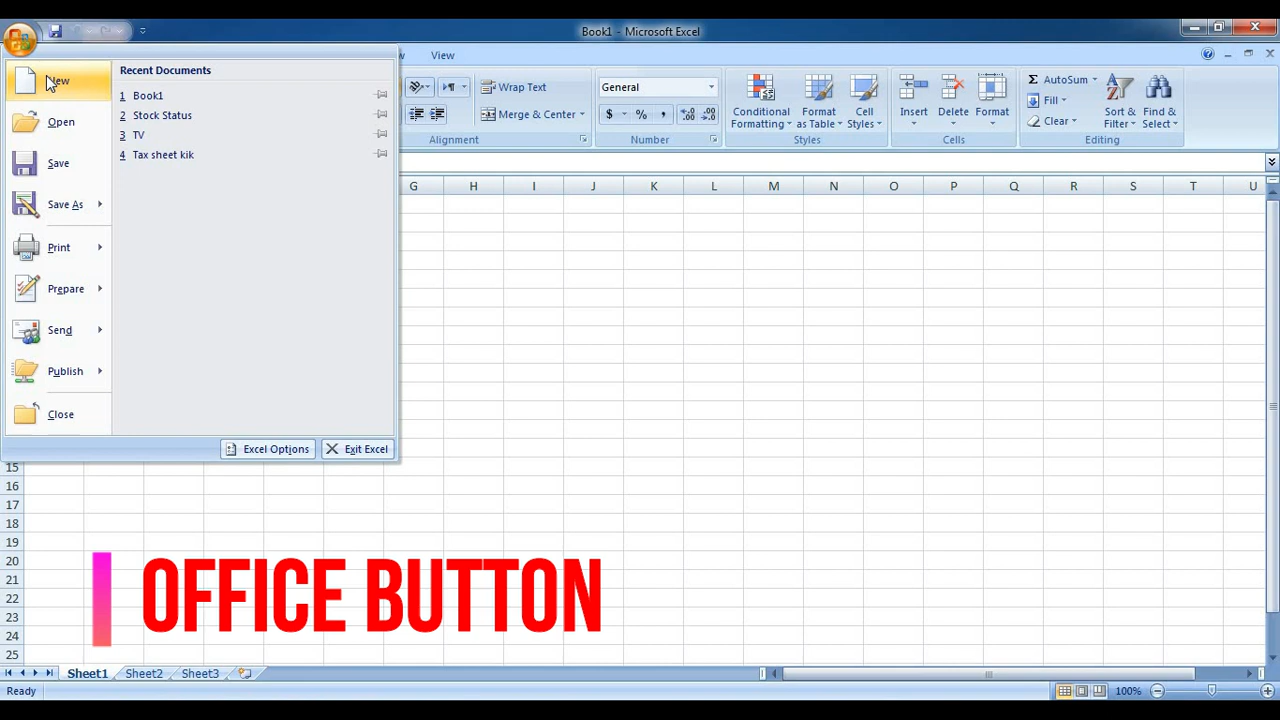 Book1 - Microsoft Excel
View
New
Recent Documents
1 Book1
2 Stock Status
3 TV
4 Tax sheet kik
Open
Save
Save As
Print
Prepare
Send
Publish
Close
Excel Options
Exit Excel
Wrap Text
Merge & Center
Alignment
General
$ % ,
Number
Conditional Formatting
Format as Table
Cell Styles
Styles
Insert
Delete
Format
Cells
Σ AutoSum
Fill
Clear
Sort & Filter
Find & Select
Editing
G H I J K L M N O P Q R S T U
15
16
17
18
19
20
21
22
23
24
25
OFFICE BUTTON
Sheet1 Sheet2 Sheet3
Ready
100%